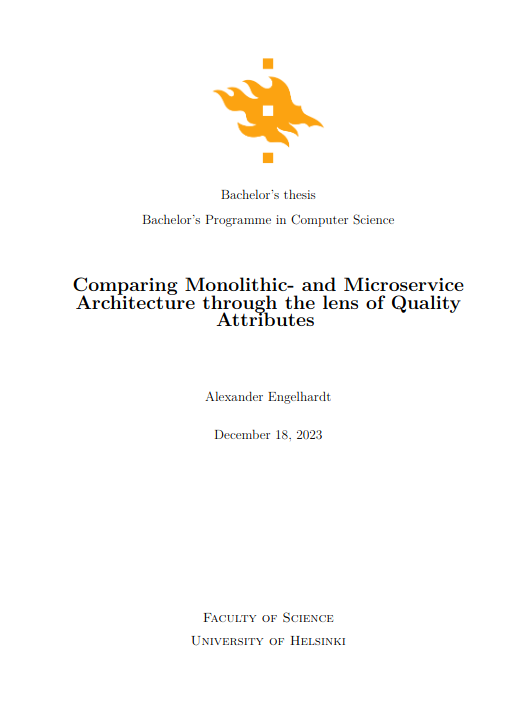 Bachelor's thesis
Bachelor's Programme in Computer Science
Comparing Monolithic- and Microservice
Architecture through the lens of Quality
Attributes
Alexander Engelhardt
December 18, 2023
Faculty of Science
University of Helsinki